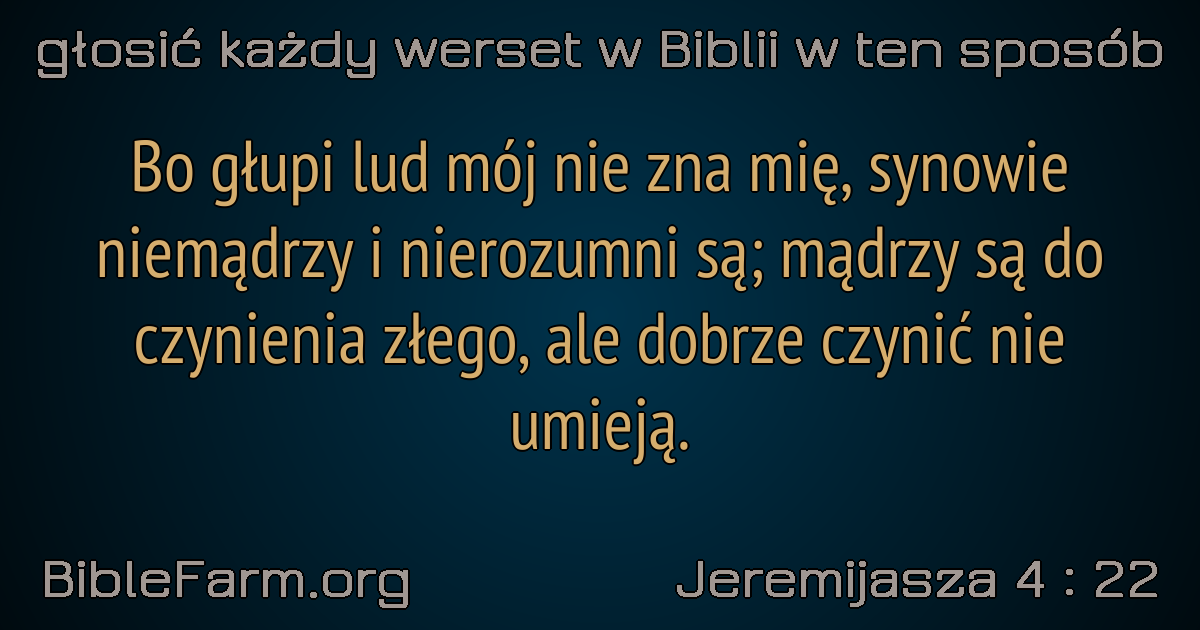 głosić każdy werset w Biblii w ten sposób
Bo głupi lud mój nie zna mię, synowie
niemądrzy i nierozumni są; mądrzy są do
czynienia złego, ale dobrze czynić nie
umieją.
BibleFarm.org
Jeremijasza 4 : 22